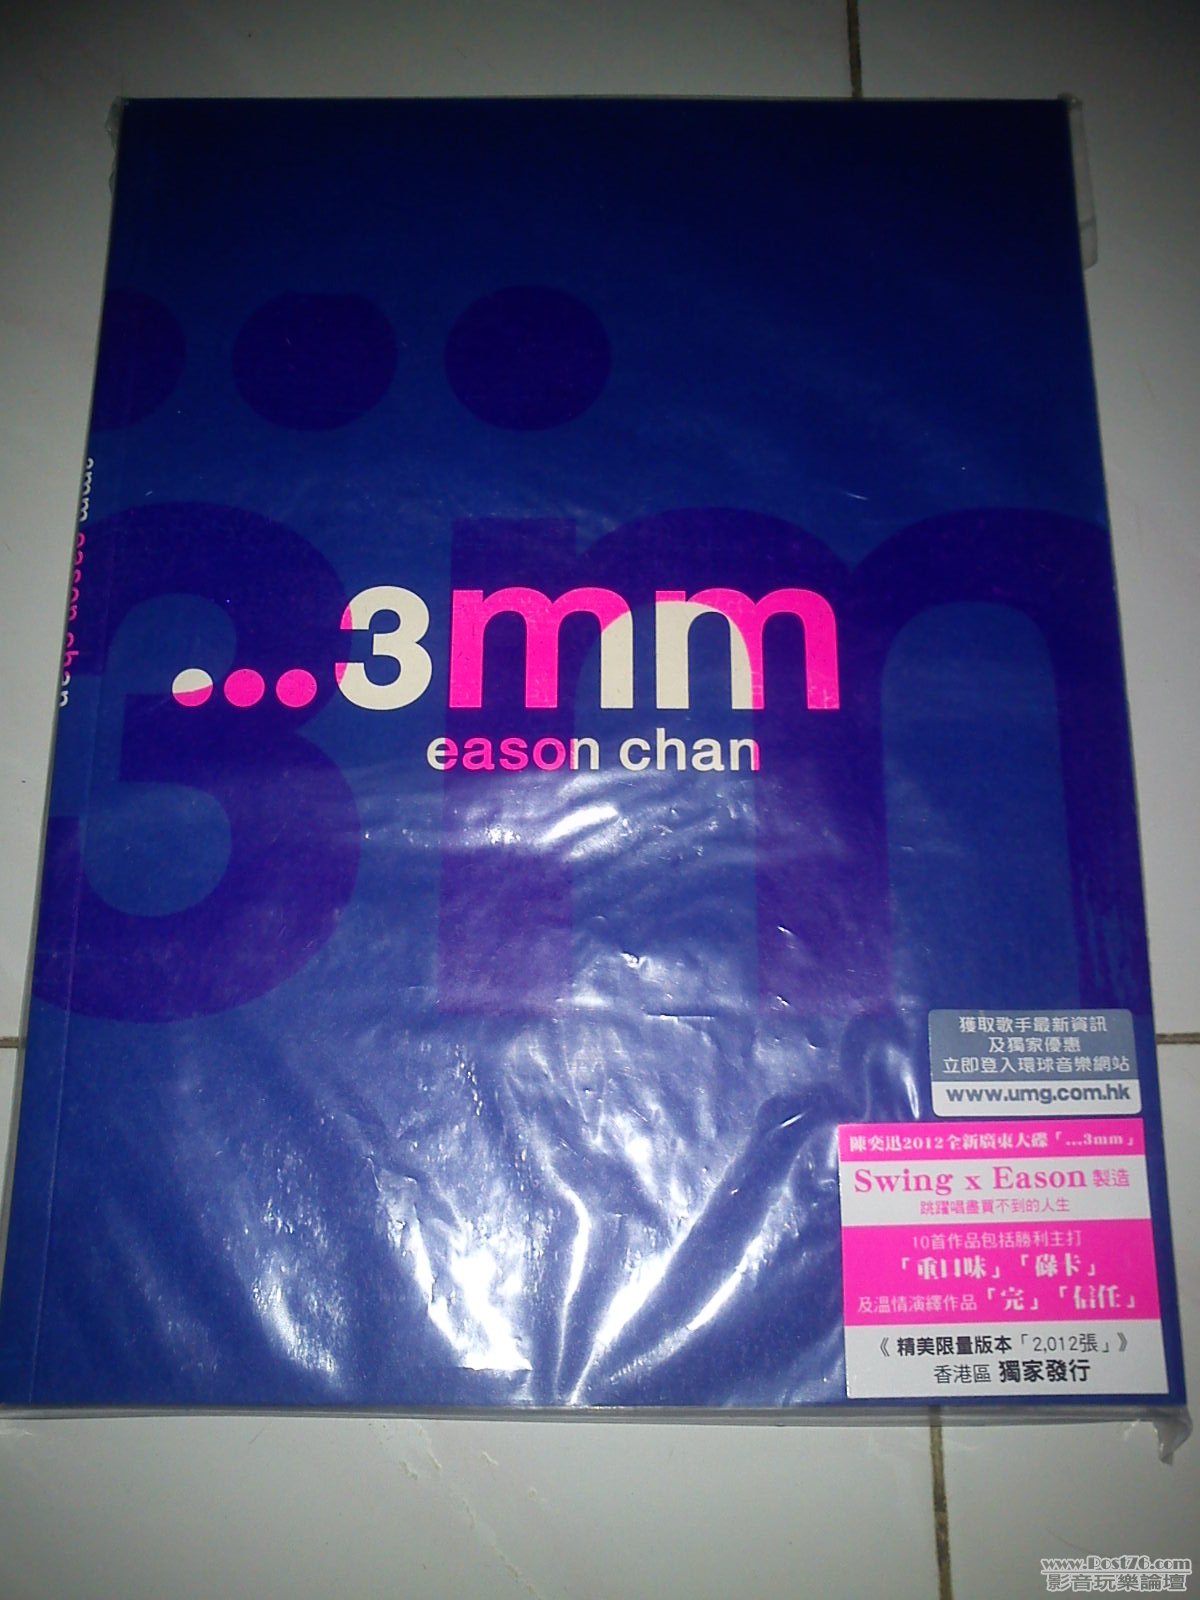 ...3mm
eason chan
...3mm eason chan
獲取歌手最新資訊
及獨家優惠
立即登入環球音樂網站
www.umg.com.hk
陳奕迅2012全新廣東大碟「...3mm」
Swing x Eason 製造
跳躍唱盡買不到的人生
10首作品包括勝利主打
「重口味」「碌卡」
及溫情演繹作品「完」「信任」
《精美限量版本「2,012張」》
香港區 獨家發行
www.Post76.com
影音玩樂論壇